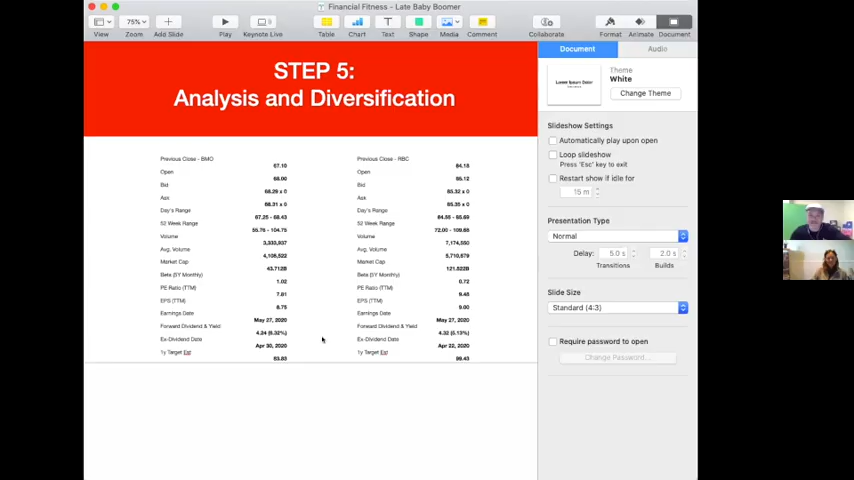 Financial Fitness - Late Baby Boomer
75%
View
Zoom
Add Slide
Play
Keynote Live
Table
Chart
Text
Shape
Media
Comment
Collaborate
Format
Animate
Document
Document
Audio
STEP 5:
Analysis and Diversification
Theme
White
Change Theme
Slideshow Settings
Automatically play upon open
Loop slideshow
Press 'Esc' key to exit
Restart show if idle for
15 m
Presentation Type
Normal
Delay:
5.0 s
2.0 s
Transitions
Builds
Slide Size
Standard (4:3)
Require password to open
Change Password...
Previous Close - BMO
67.10
Open
68.00
Bid
68.29 x 0
Ask
68.31 x 0
Day's Range
67.25 - 68.43
52 Week Range
55.76 - 104.75
Volume
3,333,937
Avg. Volume
4,108,522
Market Cap
43.712B
Beta (5Y Monthly)
1.02
PE Ratio (TTM)
7.81
EPS (TTM)
8.75
Earnings Date
May 27, 2020
Forward Dividend & Yield
4.24 (6.32%)
Ex-Dividend Date
Apr 30, 2020
1y Target Est
83.83
Previous Close - RBC
84.18
Open
85.12
Bid
85.32 x 0
Ask
85.35 x 0
Day's Range
84.55 - 85.69
52 Week Range
72.00 - 109.68
Volume
7,174,550
Avg. Volume
5,710,679
Market Cap
121.522B
Beta (5Y Monthly)
0.72
PE Ratio (TTM)
9.48
EPS (TTM)
9.00
Earnings Date
May 27, 2020
Forward Dividend & Yield
4.32 (5.13%)
Ex-Dividend Date
Apr 22, 2020
1y Target Est
99.43